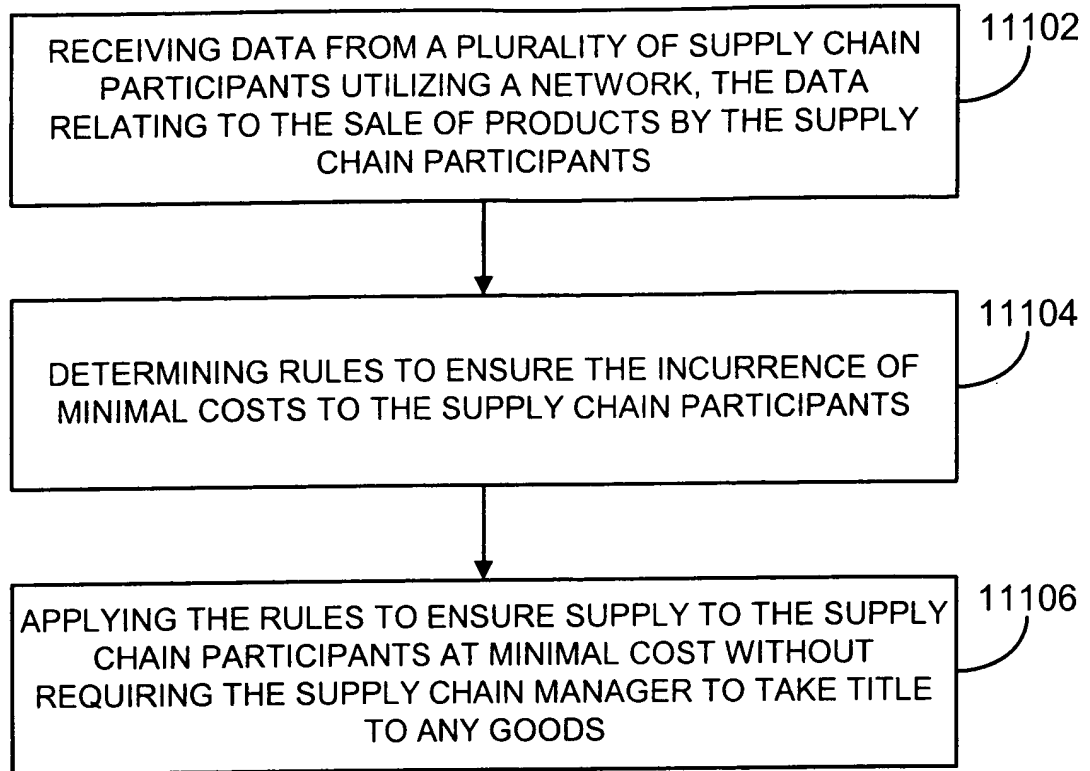 RECEIVING DATA FROM A PLURALITY OF SUPPLY CHAIN
PARTICIPANTS UTILIZING A NETWORK, THE DATA
RELATING TO THE SALE OF PRODUCTS BY THE SUPPLY
CHAIN PARTICIPANTS
11102
DETERMINING RULES TO ENSURE THE INCURRENCE OF
MINIMAL COSTS TO THE SUPPLY CHAIN PARTICIPANTS
11104
APPLYING THE RULES TO ENSURE SUPPLY TO THE SUPPLY
CHAIN PARTICIPANTS AT MINIMAL COST WITHOUT
REQUIRING THE SUPPLY CHAIN MANAGER TO TAKE TITLE
TO ANY GOODS
11106